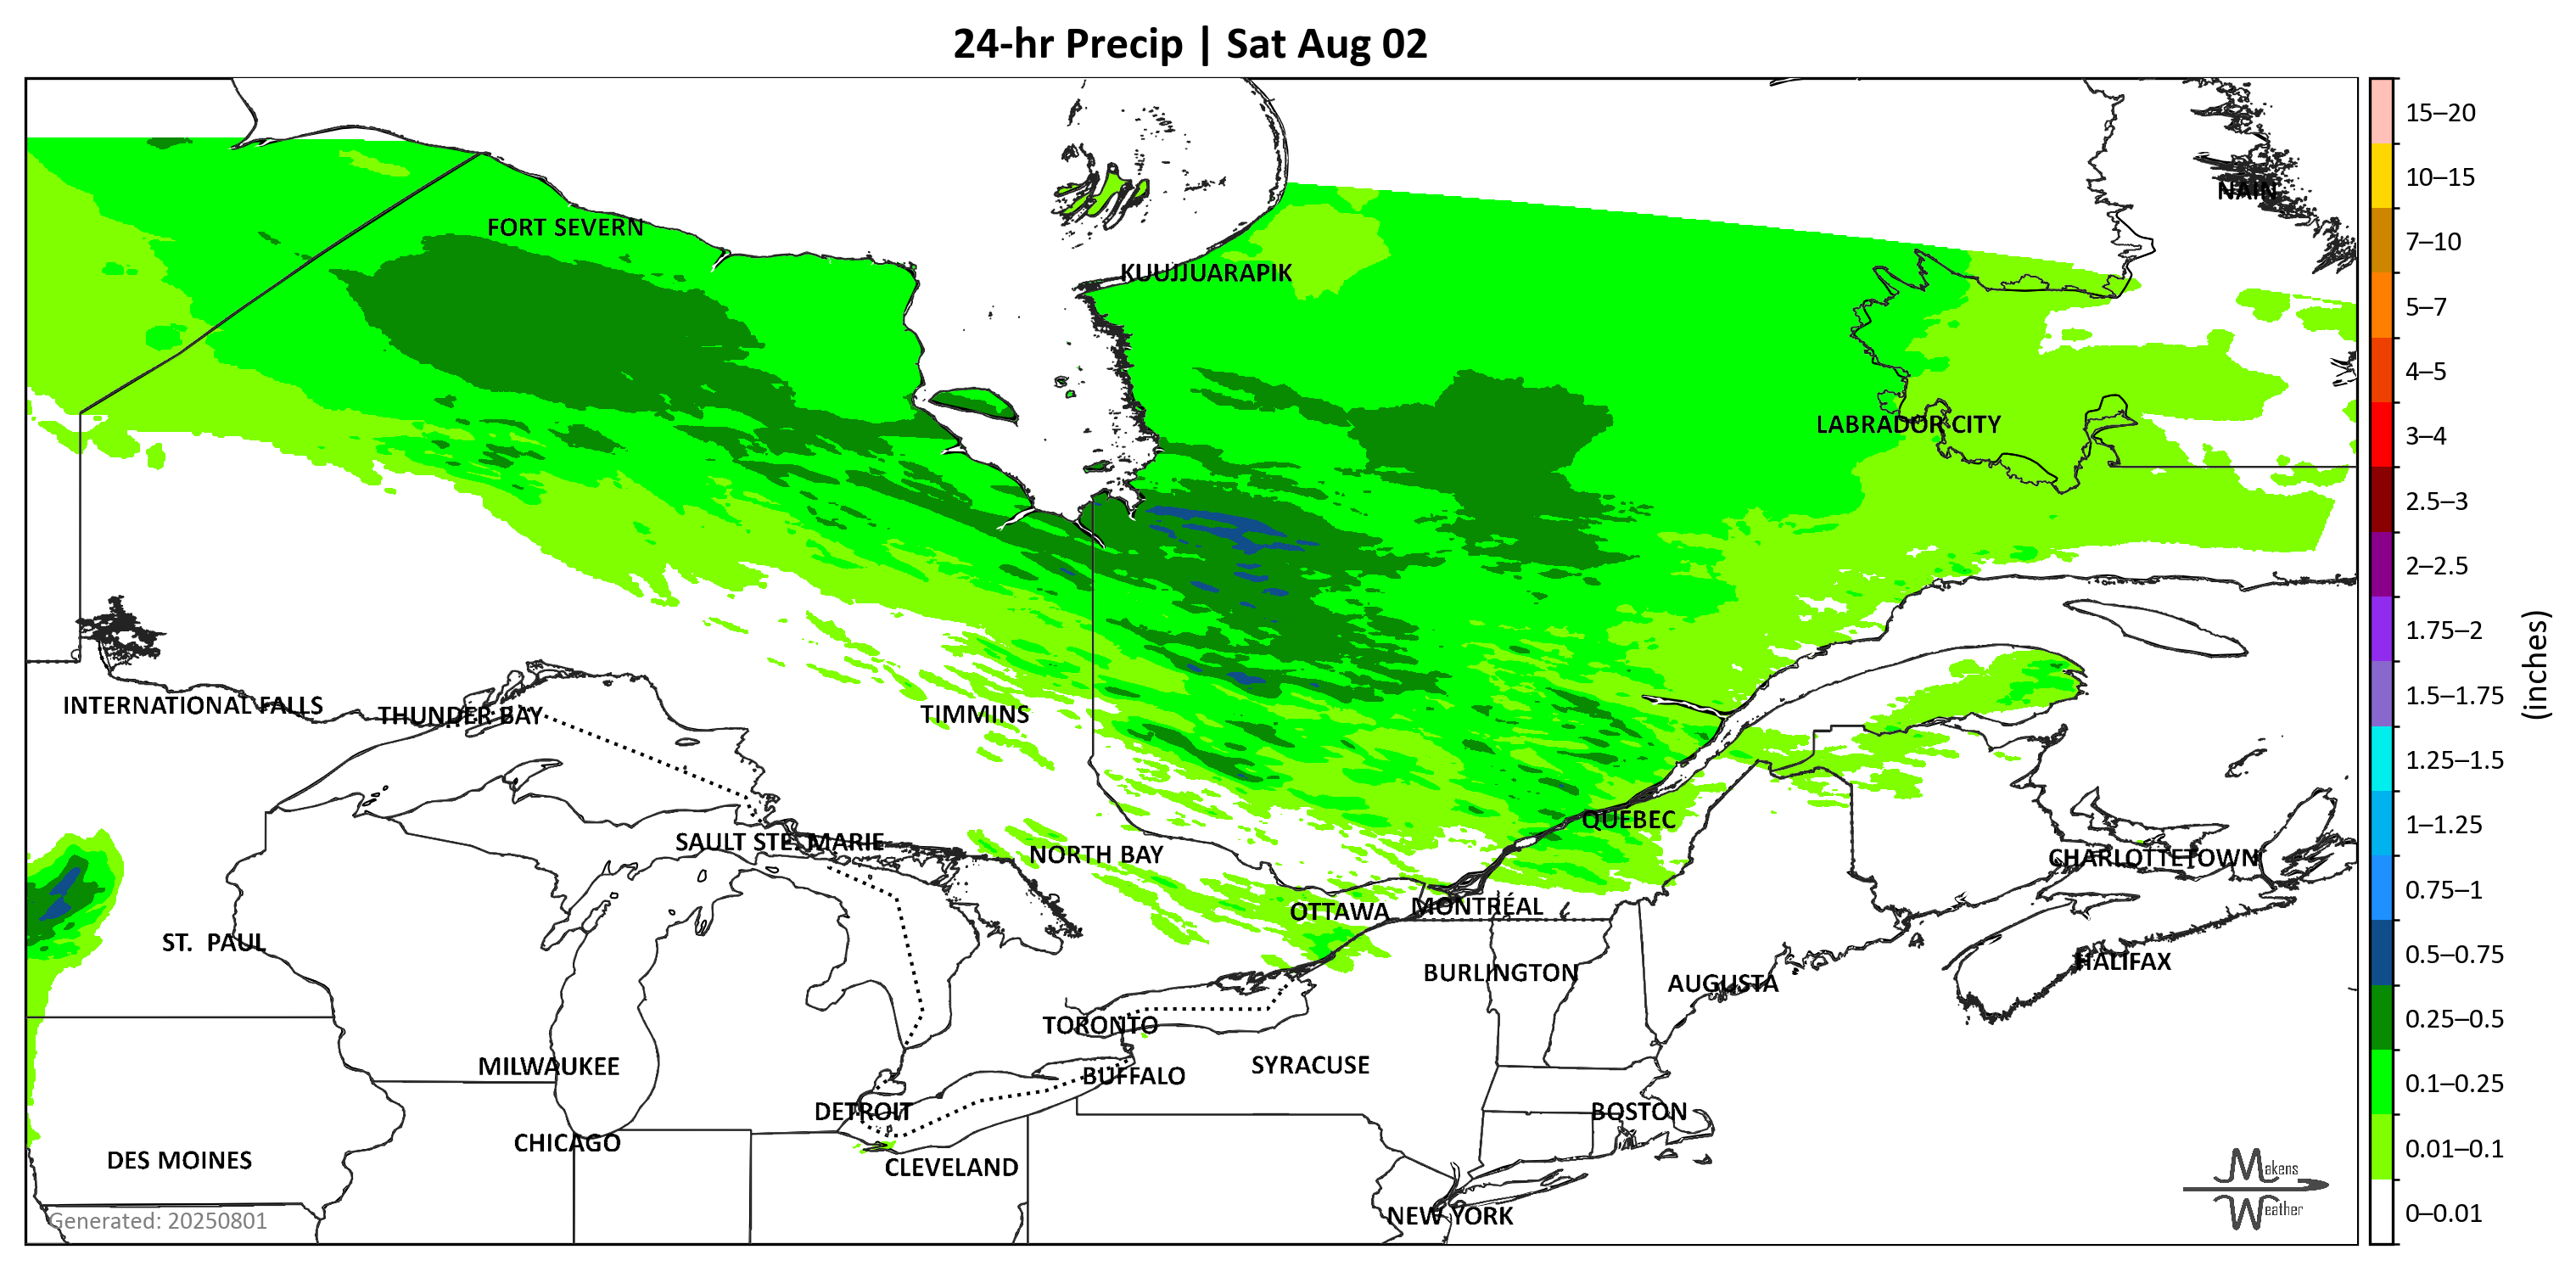 24-hr Precip | Sat Aug 02
NAIN
FORT SEVERN
KUUJJUARAPIK
LABRADOR CITY
INTERNATIONAL FALLS
THUNDER BAY
TIMMINS
QUÉBEC
SAULT STE. MARIE
NORTH BAY
CHARLOTTETOWN
OTTAWA
MONTRÉAL
ST. PAUL
HALIFAX
BURLINGTON
AUGUSTA
TORONTO
MILWAUKEE
SYRACUSE
BUFFALO
DETROIT
BOSTON
CHICAGO
DES MOINES
CLEVELAND
NEW YORK
Generated: 20250801
Makens
Weather
15–20
10–15
7–10
5–7
4–5
3–4
2.5–3
2–2.5
1.75–2
1.5–1.75
1.25–1.5
1–1.25
0.75–1
0.5–0.75
0.25–0.5
0.1–0.25
0.01–0.1
0–0.01
(inches)